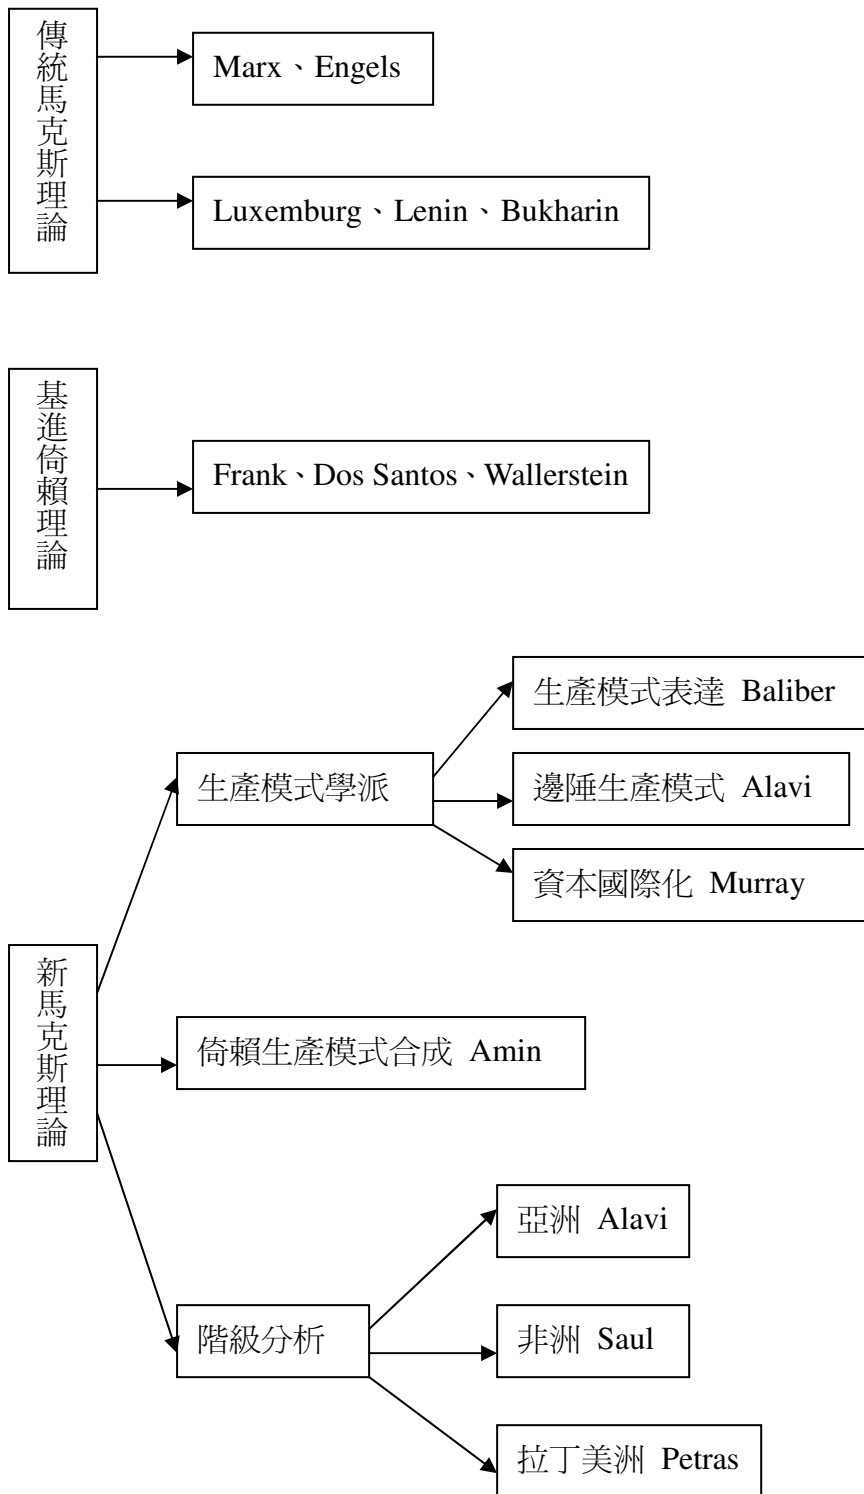 傳統馬克斯理論
Marx、Engels
Luxemburg、Lenin、Bukharin
基進倚賴理論
Frank、Dos Santos、Wallerstein
新馬克斯理論
生產模式學派
生產模式表達 Baliber
邊陲生產模式 Alavi
資本國際化 Murray
倚賴生產模式合成 Amin
階級分析
亞洲 Alavi
非洲 Saul
拉丁美洲 Petras